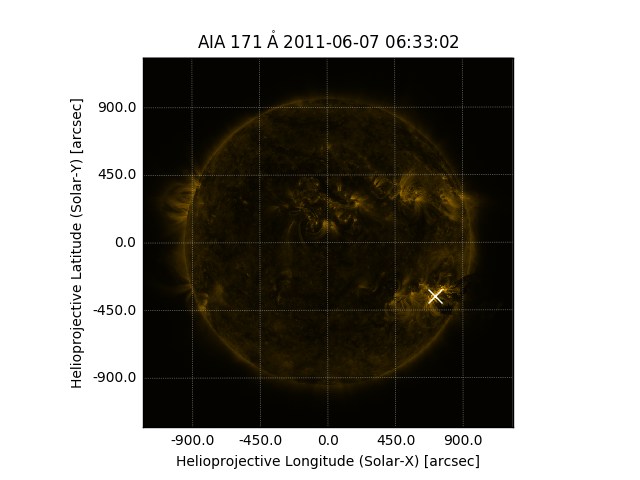 AIA 171 Å 2011-06-07 06:33:02
900.0
450.0
0.0
-450.0
-900.0
Helioprojective Latitude (Solar-Y) [arcsec]
-900.0 -450.0 0.0 450.0 900.0
Helioprojective Longitude (Solar-X) [arcsec]